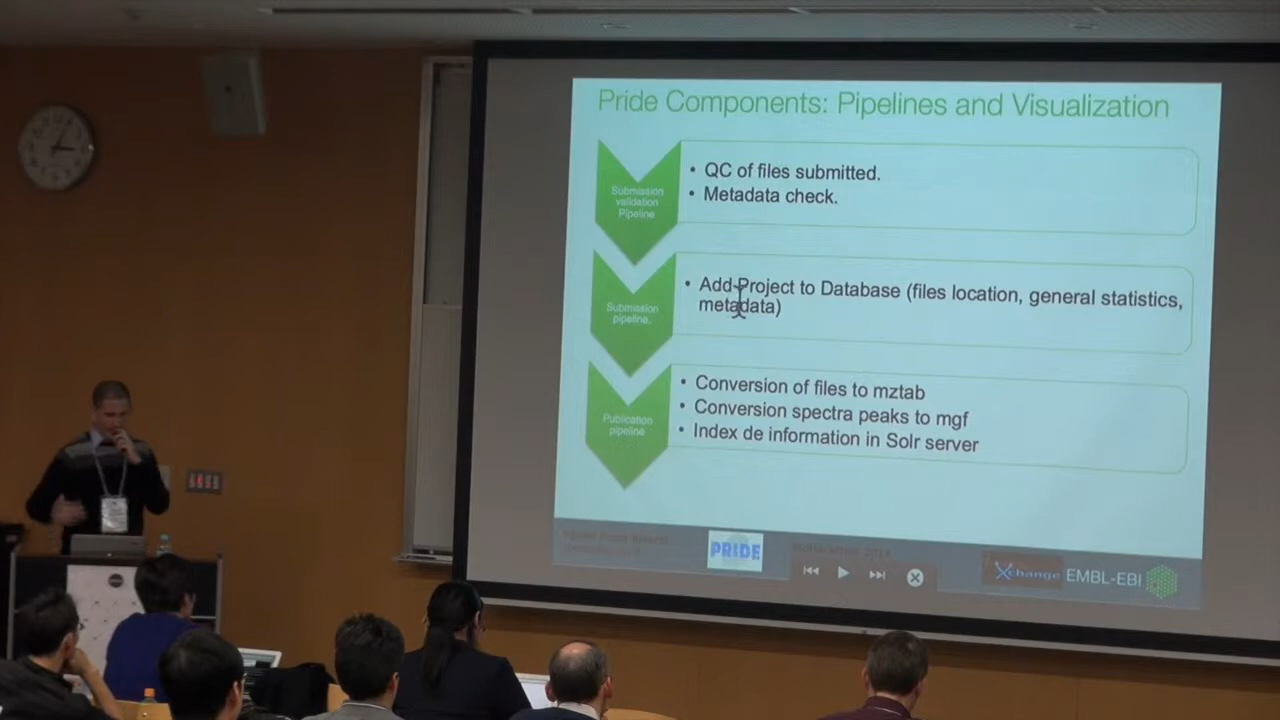 Pride Components: Pipelines and Visualization
Submission
validation
Pipeline
• QC of files submitted.
• Metadata check.
Submission
pipeline.
• Add Project to Database (files location, general statistics,
metadata)
Publication
pipeline
• Conversion of files to mztab
• Conversion spectra peaks to mgf
• Index de information in Solr server
PRIDE
Xchange
EMBL-EBI